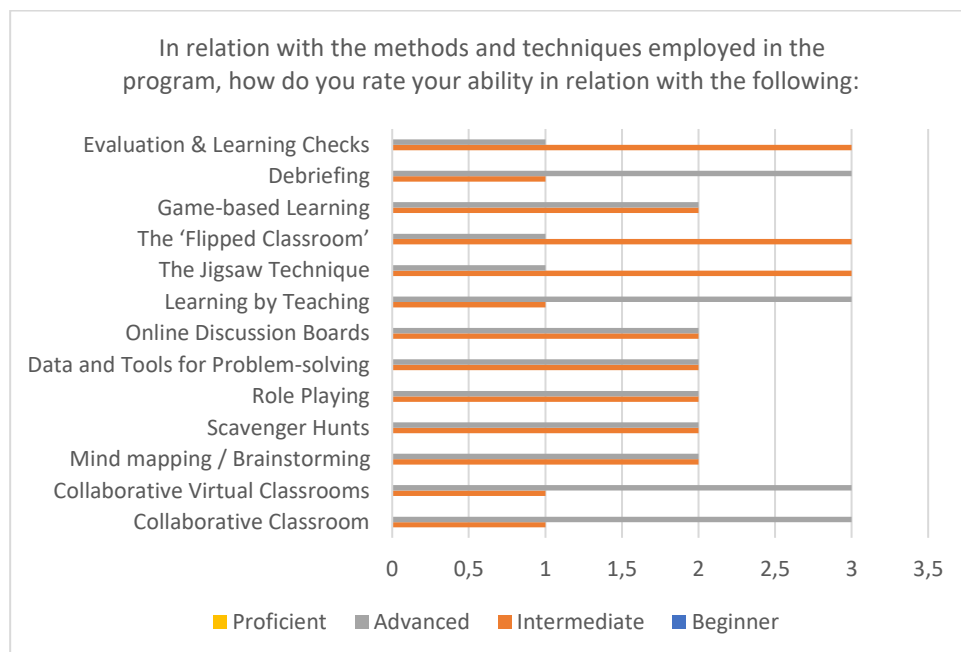 In relation with the methods and techniques employed in the
program, how do you rate your ability in relation with the following:
Evaluation & Learning Checks
Debriefing
Game-based Learning
The ‘Flipped Classroom’
The Jigsaw Technique
Learning by Teaching
Online Discussion Boards
Data and Tools for Problem-solving
Role Playing
Scavenger Hunts
Mind mapping / Brainstorming
Collaborative Virtual Classrooms
Collaborative Classroom
0 0,5 1 1,5 2 2,5 3 3,5
Proficient Advanced Intermediate Beginner